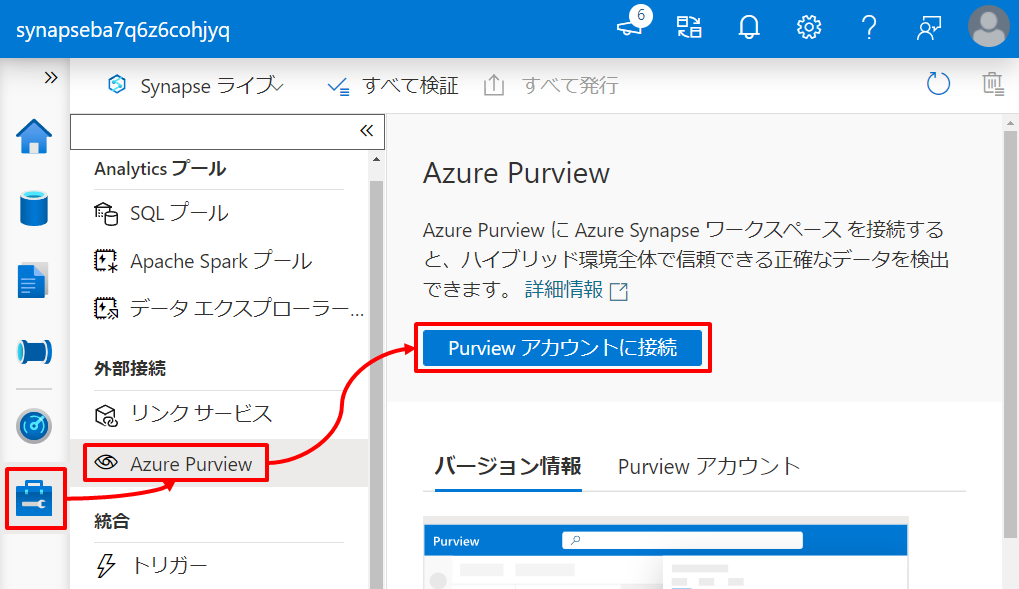 synapseba7q6z6cohjyq
6
Synapse ライブ
すべて検証
すべて発行
Analytics プール
SQL プール
Apache Spark プール
データ エクスプローラー...
外部接続
リンク サービス
Azure Purview
統合
トリガー
Azure Purview
Azure Purview に Azure Synapse ワークスペース を接続する
と、ハイブリッド環境全体で信頼できる正確なデータを検出
できます。 詳細情報
Purview アカウントに接続
バージョン情報
Purview アカウント
Purview